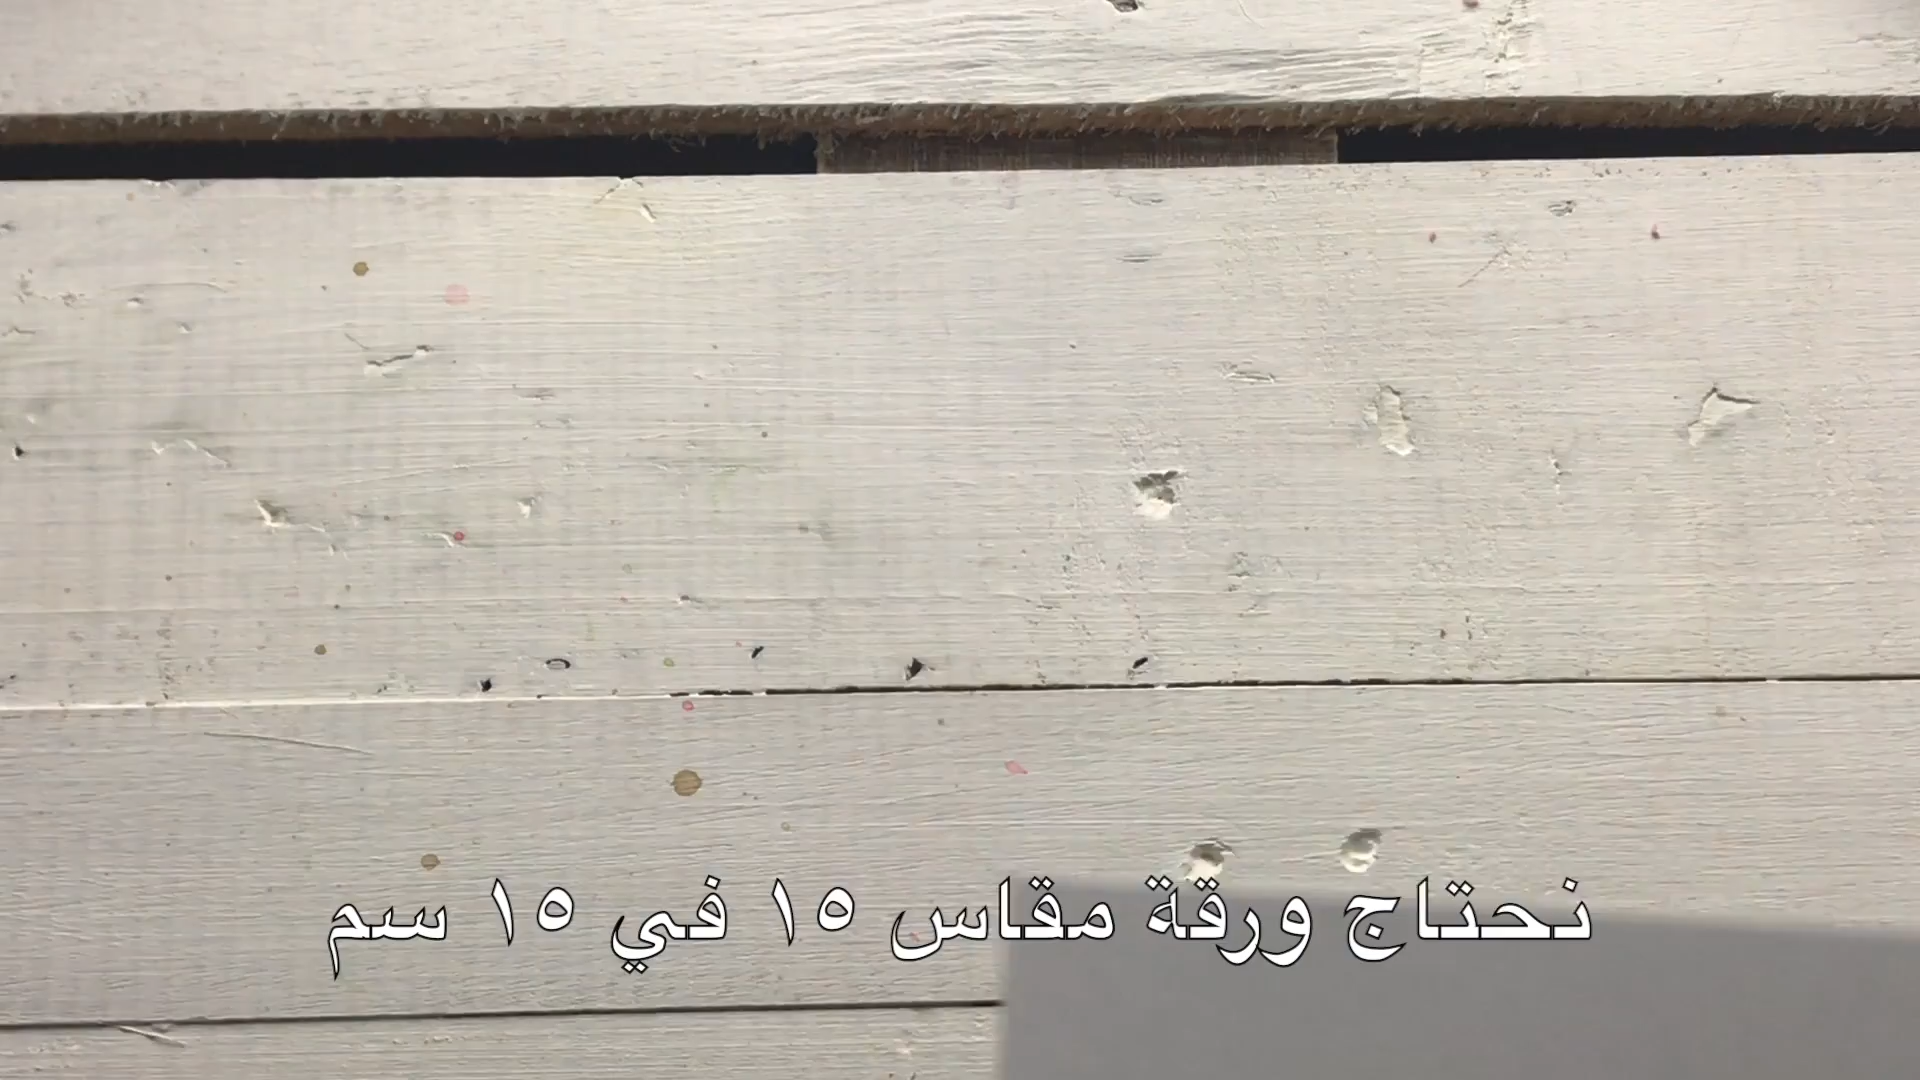 نحتاج ورقة مقاس ١٥ في ١٥ سم